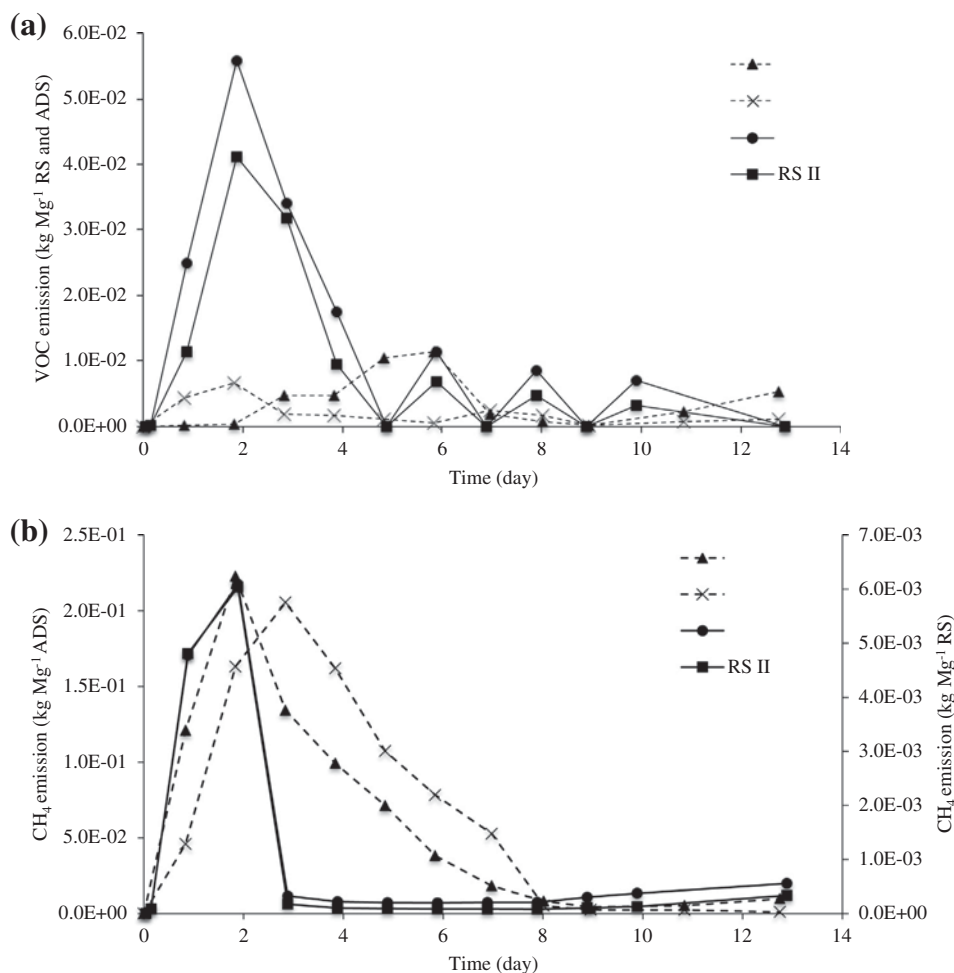 (a)
6.0E-02
5.0E-02
4.0E-02
3.0E-02
2.0E-02
1.0E-02
0.0E+00
VOC emission (kg Mg⁻¹ RS and ADS)
RS II
0 2 4 6 8 10 12 14
Time (day)
(b)
2.5E-01
2.0E-01
1.5E-01
1.0E-01
5.0E-02
0.0E+00
CH₄ emission (kg Mg⁻¹ ADS)
RS II
7.0E-03
6.0E-03
5.0E-03
4.0E-03
3.0E-03
2.0E-03
1.0E-03
0.0E+00
CH₄ emission (kg Mg⁻¹ RS)
0 2 4 6 8 10 12 14
Time (day)